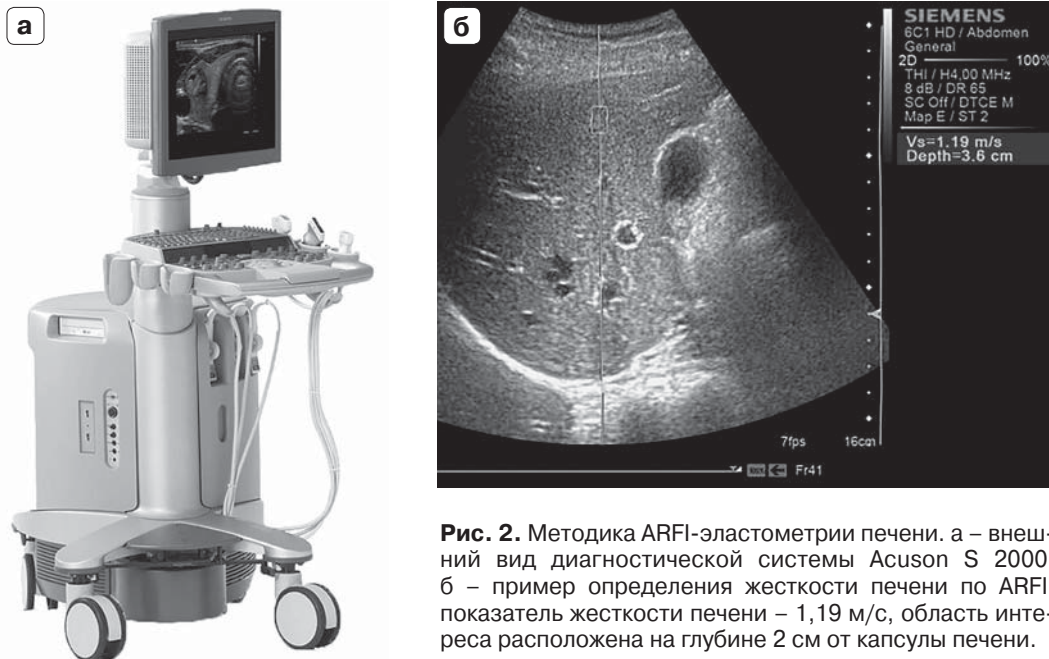 а
б
SIEMENS
6C1 HD / Abdomen
General
2D 100%
THI / H4,00 MHz
8 dB / DR 65
SC Off / DTCE M
Map E / ST 2
Vs=1.19 m/s
Depth=3.6 cm
7fps 16cm
Fr41
Рис. 2. Методика ARFI-эластометрии печени. а – внеш-
ний вид диагностической системы Acuson S 2000
б – пример определения жесткости печени по ARFI
показатель жесткости печени – 1,19 м/с, область инте-
реса расположена на глубине 2 см от капсулы печени.